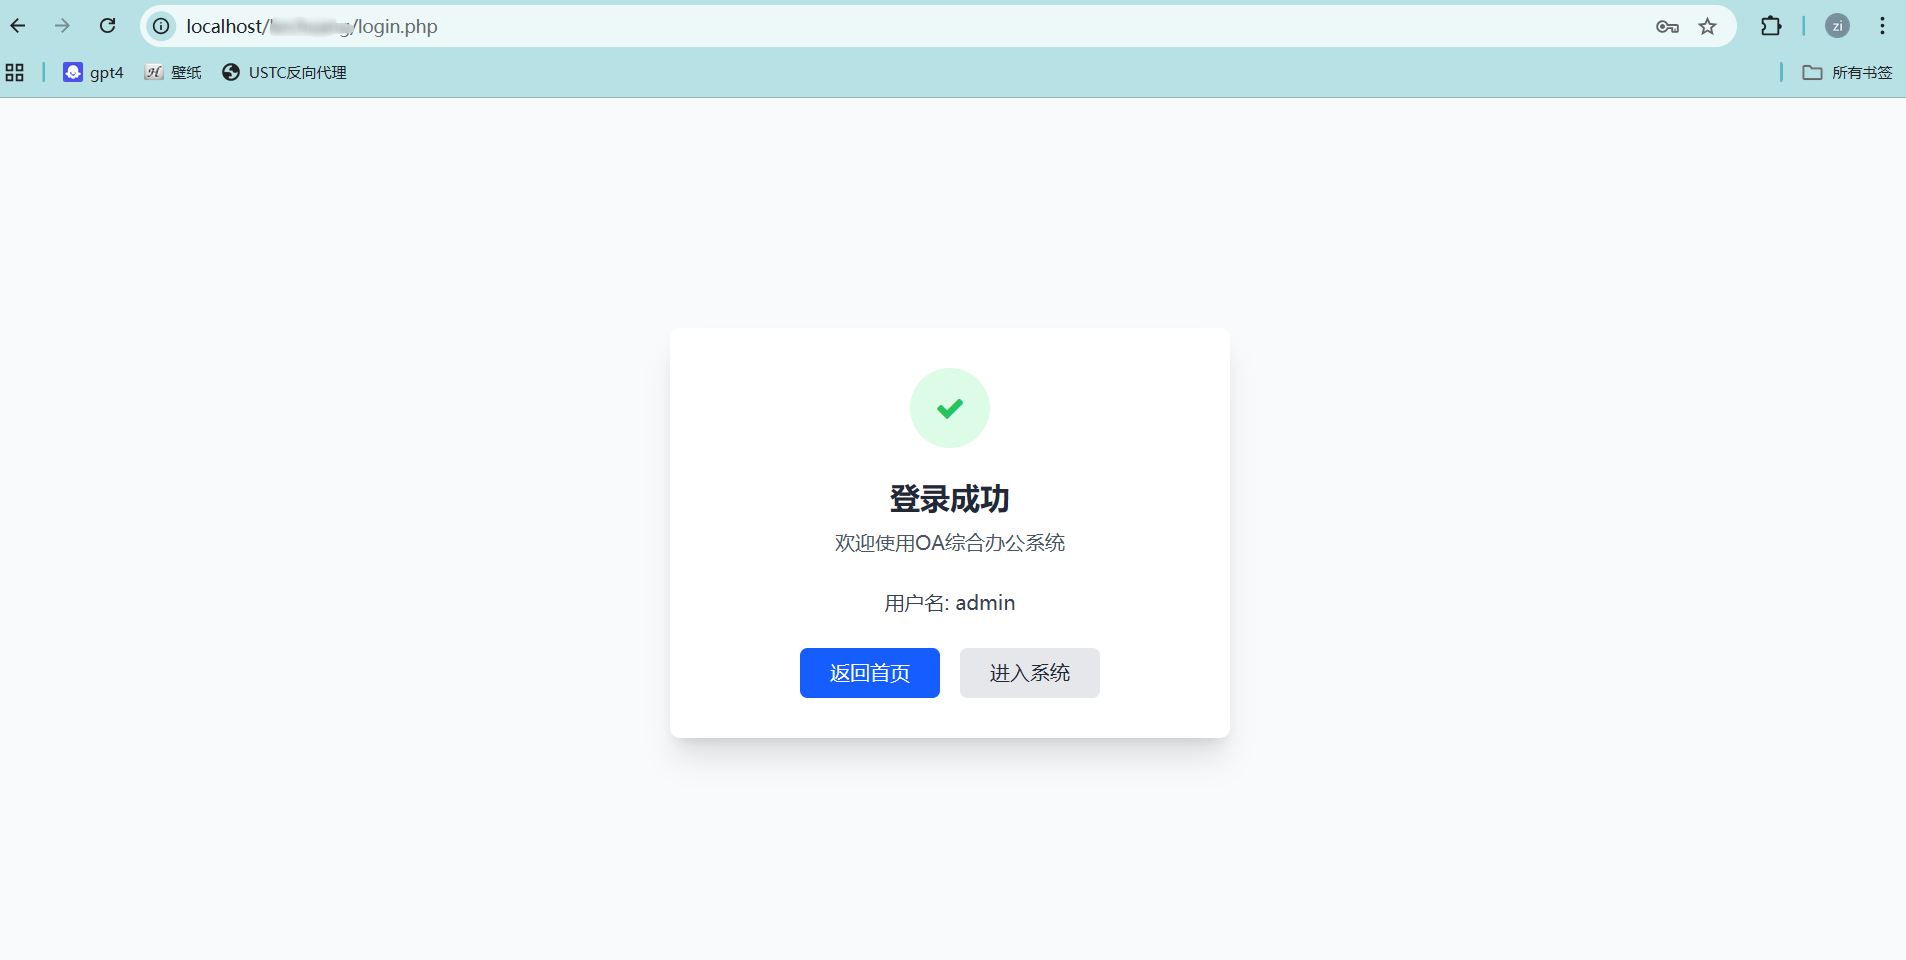 localhost/
/login.php
zi
gpt4
壁纸
USTC反向代理
所有书签
登录成功
欢迎使用OA综合办公系统
用户名: admin
返回首页
进入系统